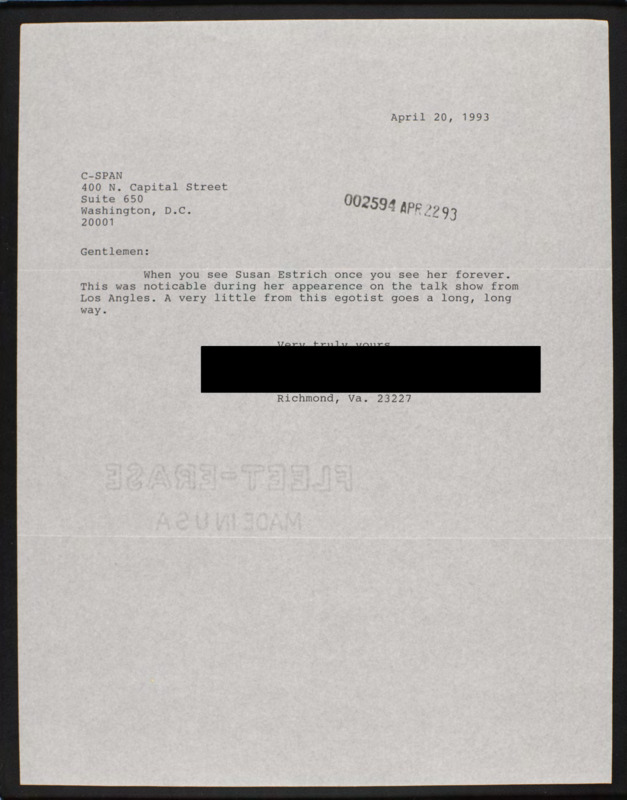 April 20, 1993
C-SPAN
400 N. Capital Street
Suite 650
Washington, D.C.
20001
002594 APR 22 93
Gentlemen:
When you see Susan Estrich once you see her forever.
This was noticable during her appearence on the talk show from
Los Angles. A very little from this egotist goes a long, long
way.
Very truly yours
Richmond, Va. 23227
FLEET-ERASE
MADE IN USA